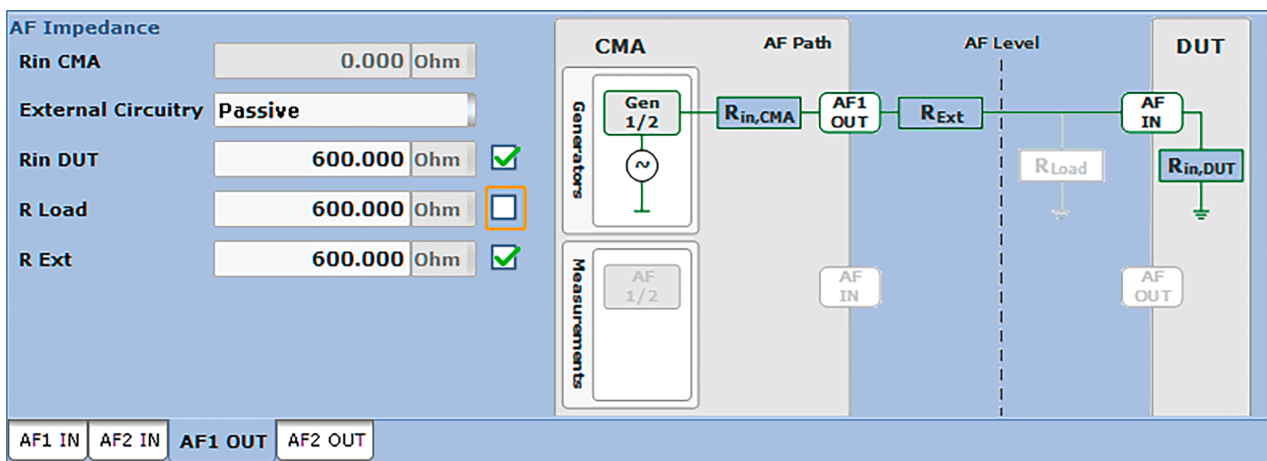 AF Impedance
Rin CMA 0.000 Ohm
External Circuitry Passive
Rin DUT 600.000 Ohm
R Load 600.000 Ohm
R Ext 600.000 Ohm
CMA AF Path AF Level DUT
Generators
Gen 1/2
Rin,CMA
AF1 OUT
RExt
RLoad
AF IN
Rin,DUT
Measurements
AF 1/2
AF IN
AF OUT
AF1 IN AF2 IN AF1 OUT AF2 OUT